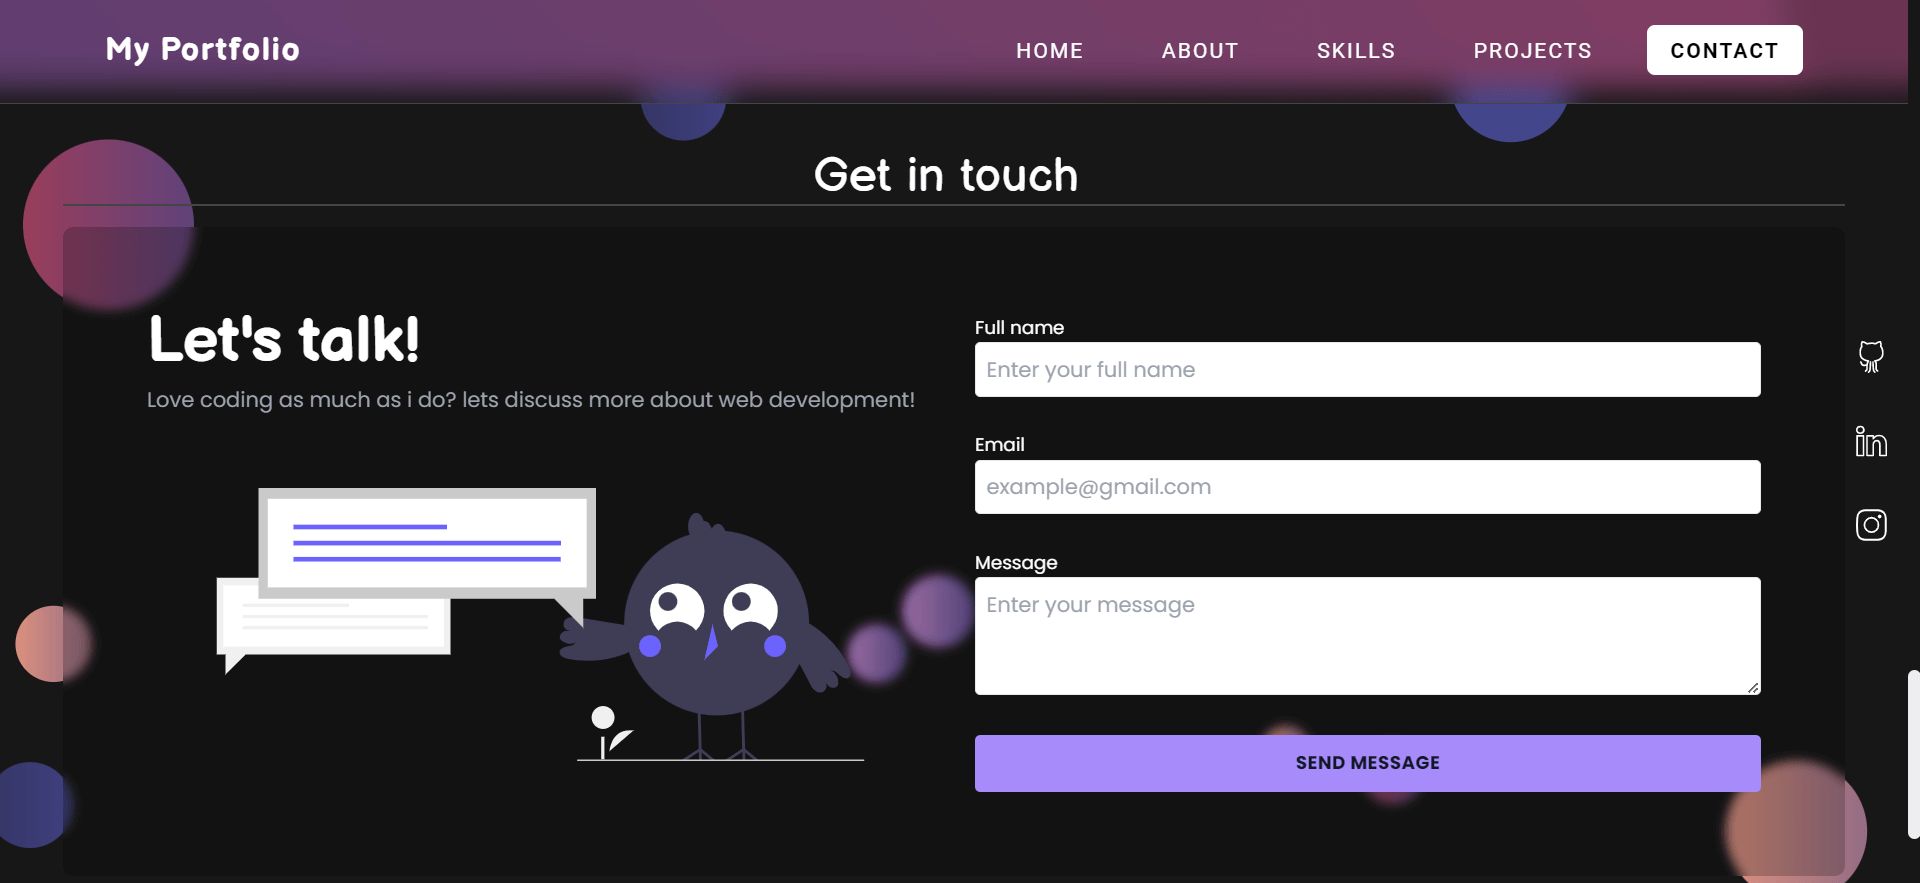 My Portfolio
HOME
ABOUT
SKILLS
PROJECTS
CONTACT
Get in touch
Let's talk!
Love coding as much as i do? lets discuss more about web development!
Full name
Enter your full name
Email
example@gmail.com
Message
Enter your message
SEND MESSAGE
in